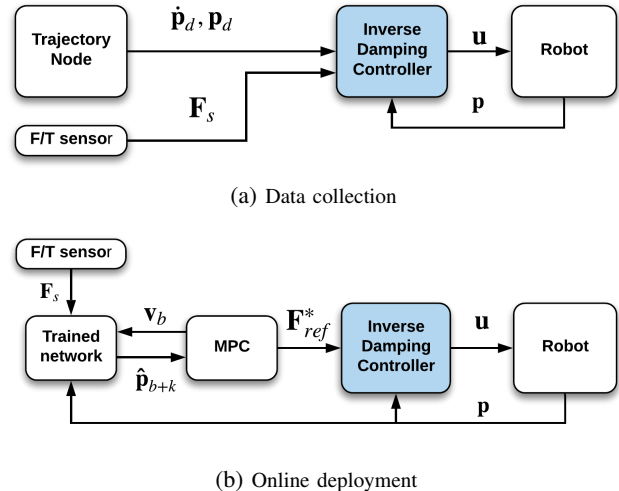 Trajectory
Node
ṗ_d, p_d
Inverse
Damping
Controller
u
Robot
p
F_s
F/T sensor
(a) Data collection
F/T sensor
F_s
Trained
network
v_b
p̂_{b+k}
MPC
F*_{ref}
Inverse
Damping
Controller
u
Robot
p
(b) Online deployment